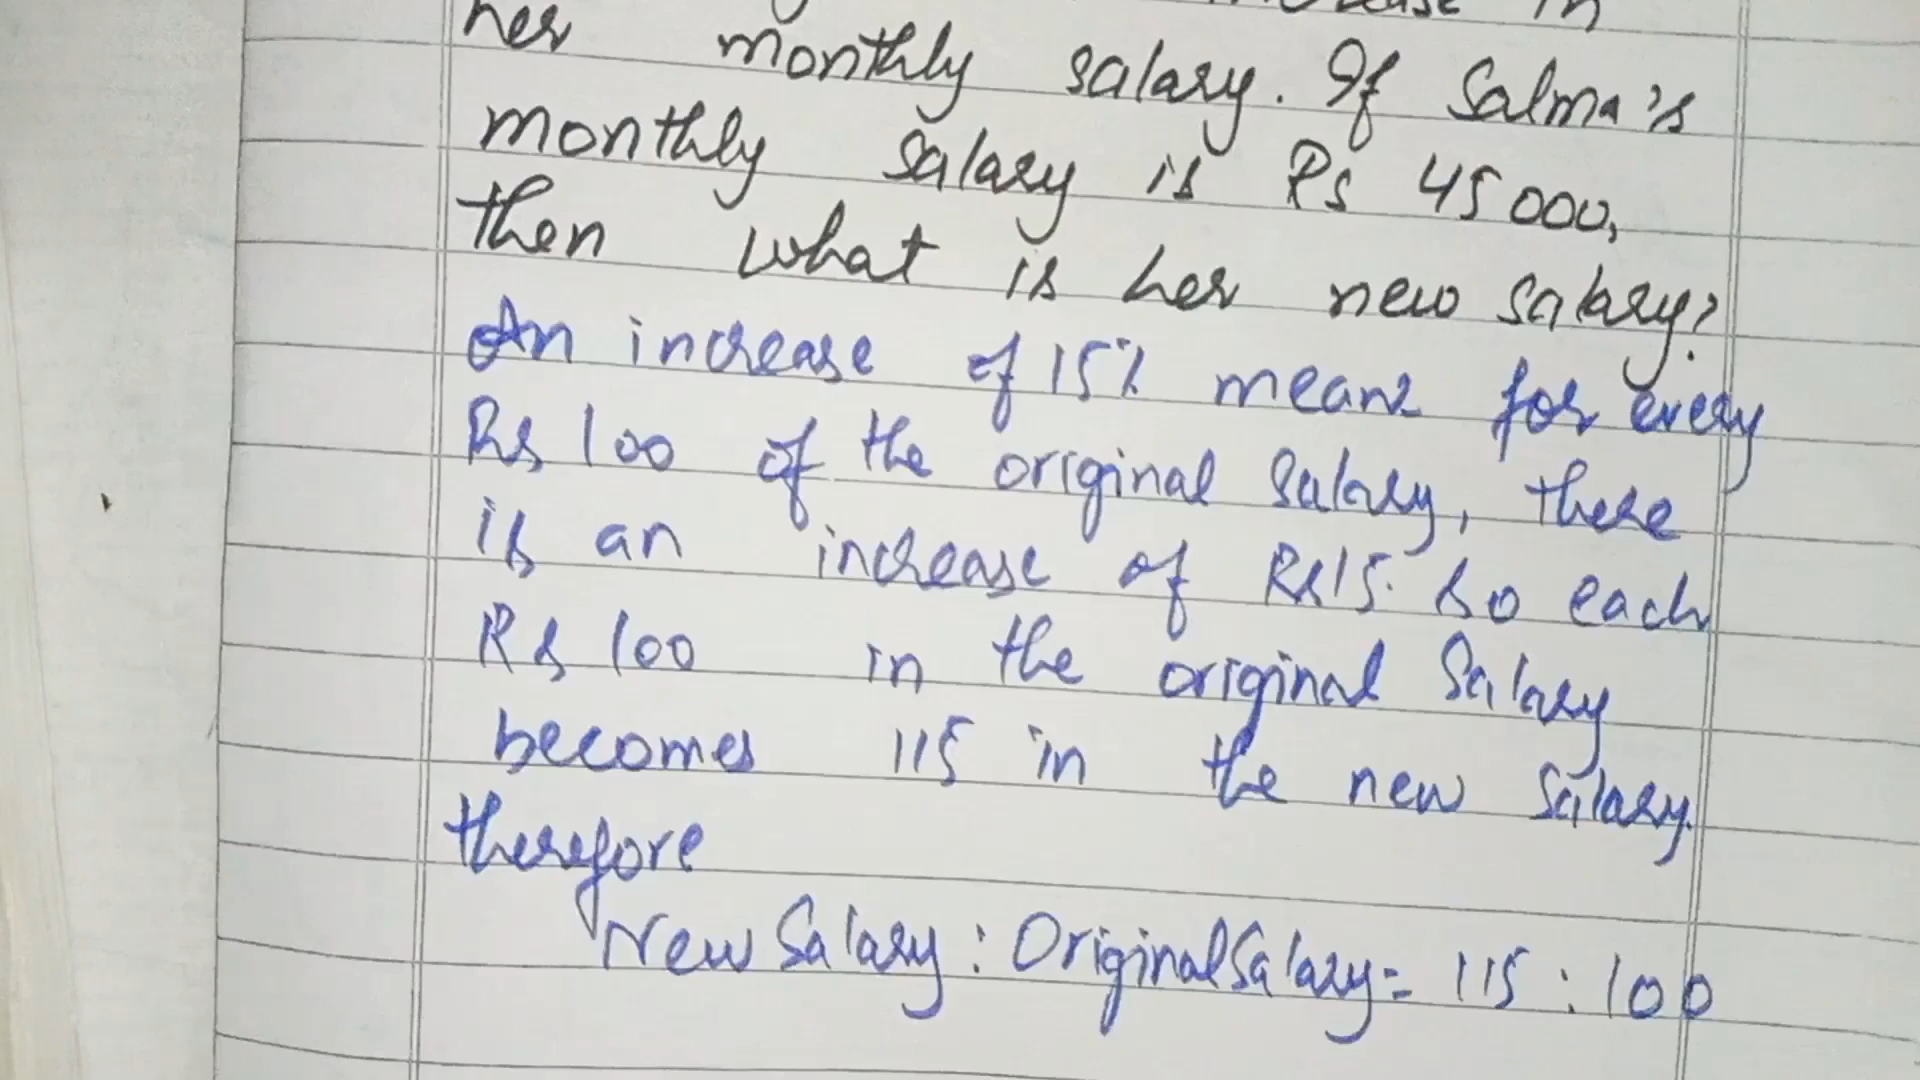 her monthly salary. If Salma's
monthly salary is Rs 45000,
then what is her new salary?
An increase of 15% means for every
Rs 100 of the original salary, there
is an increase of Rs15. So each
Rs 100 in the original Salary
becomes 115 in the new Salary.
therefore
New Salary : Original Salary = 115 : 100